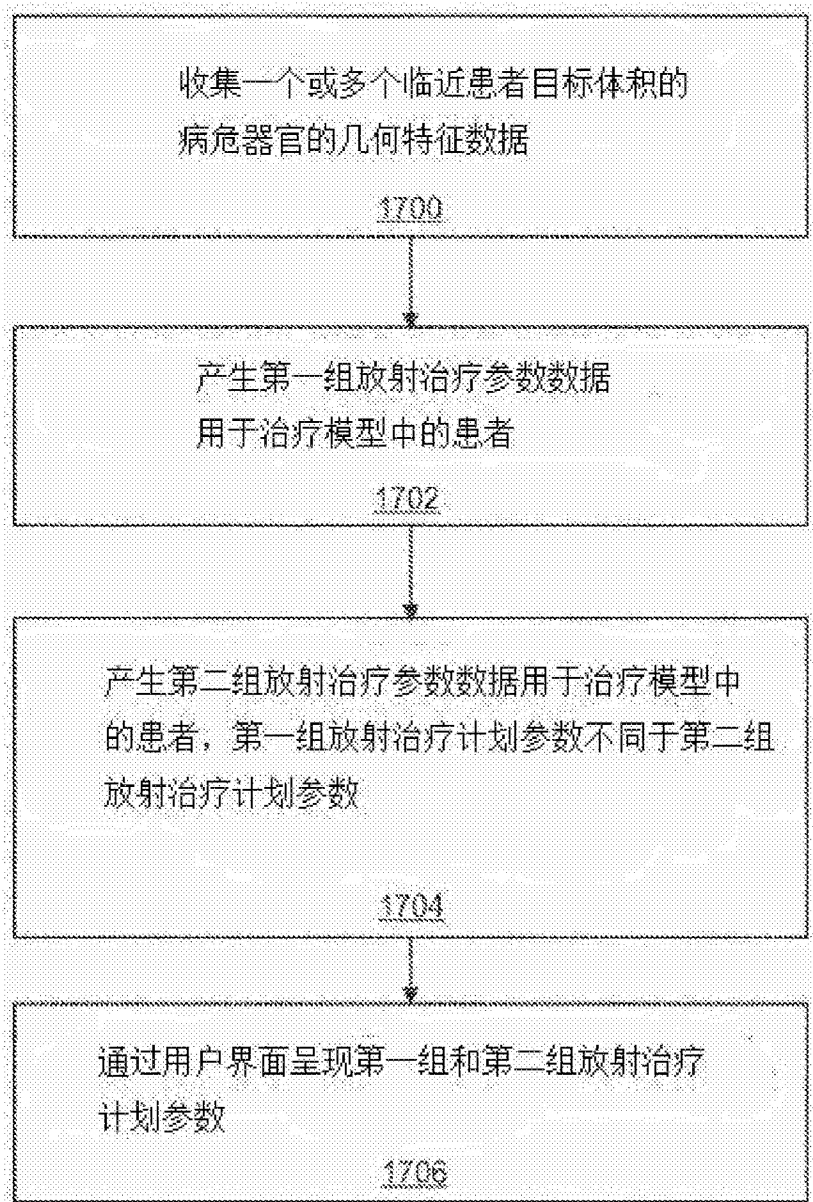 收集一个或多个临近患者目标体积的
病危器官的几何特征数据
1700
产生第一组放射治疗参数数据
用于治疗模型中的患者
1702
产生第二组放射治疗参数数据用于治疗模型中
的患者，第一组放射治疗计划参数不同于第二组
放射治疗计划参数
1704
通过用户界面呈现第一组和第二组放射治疗
计划参数
1706